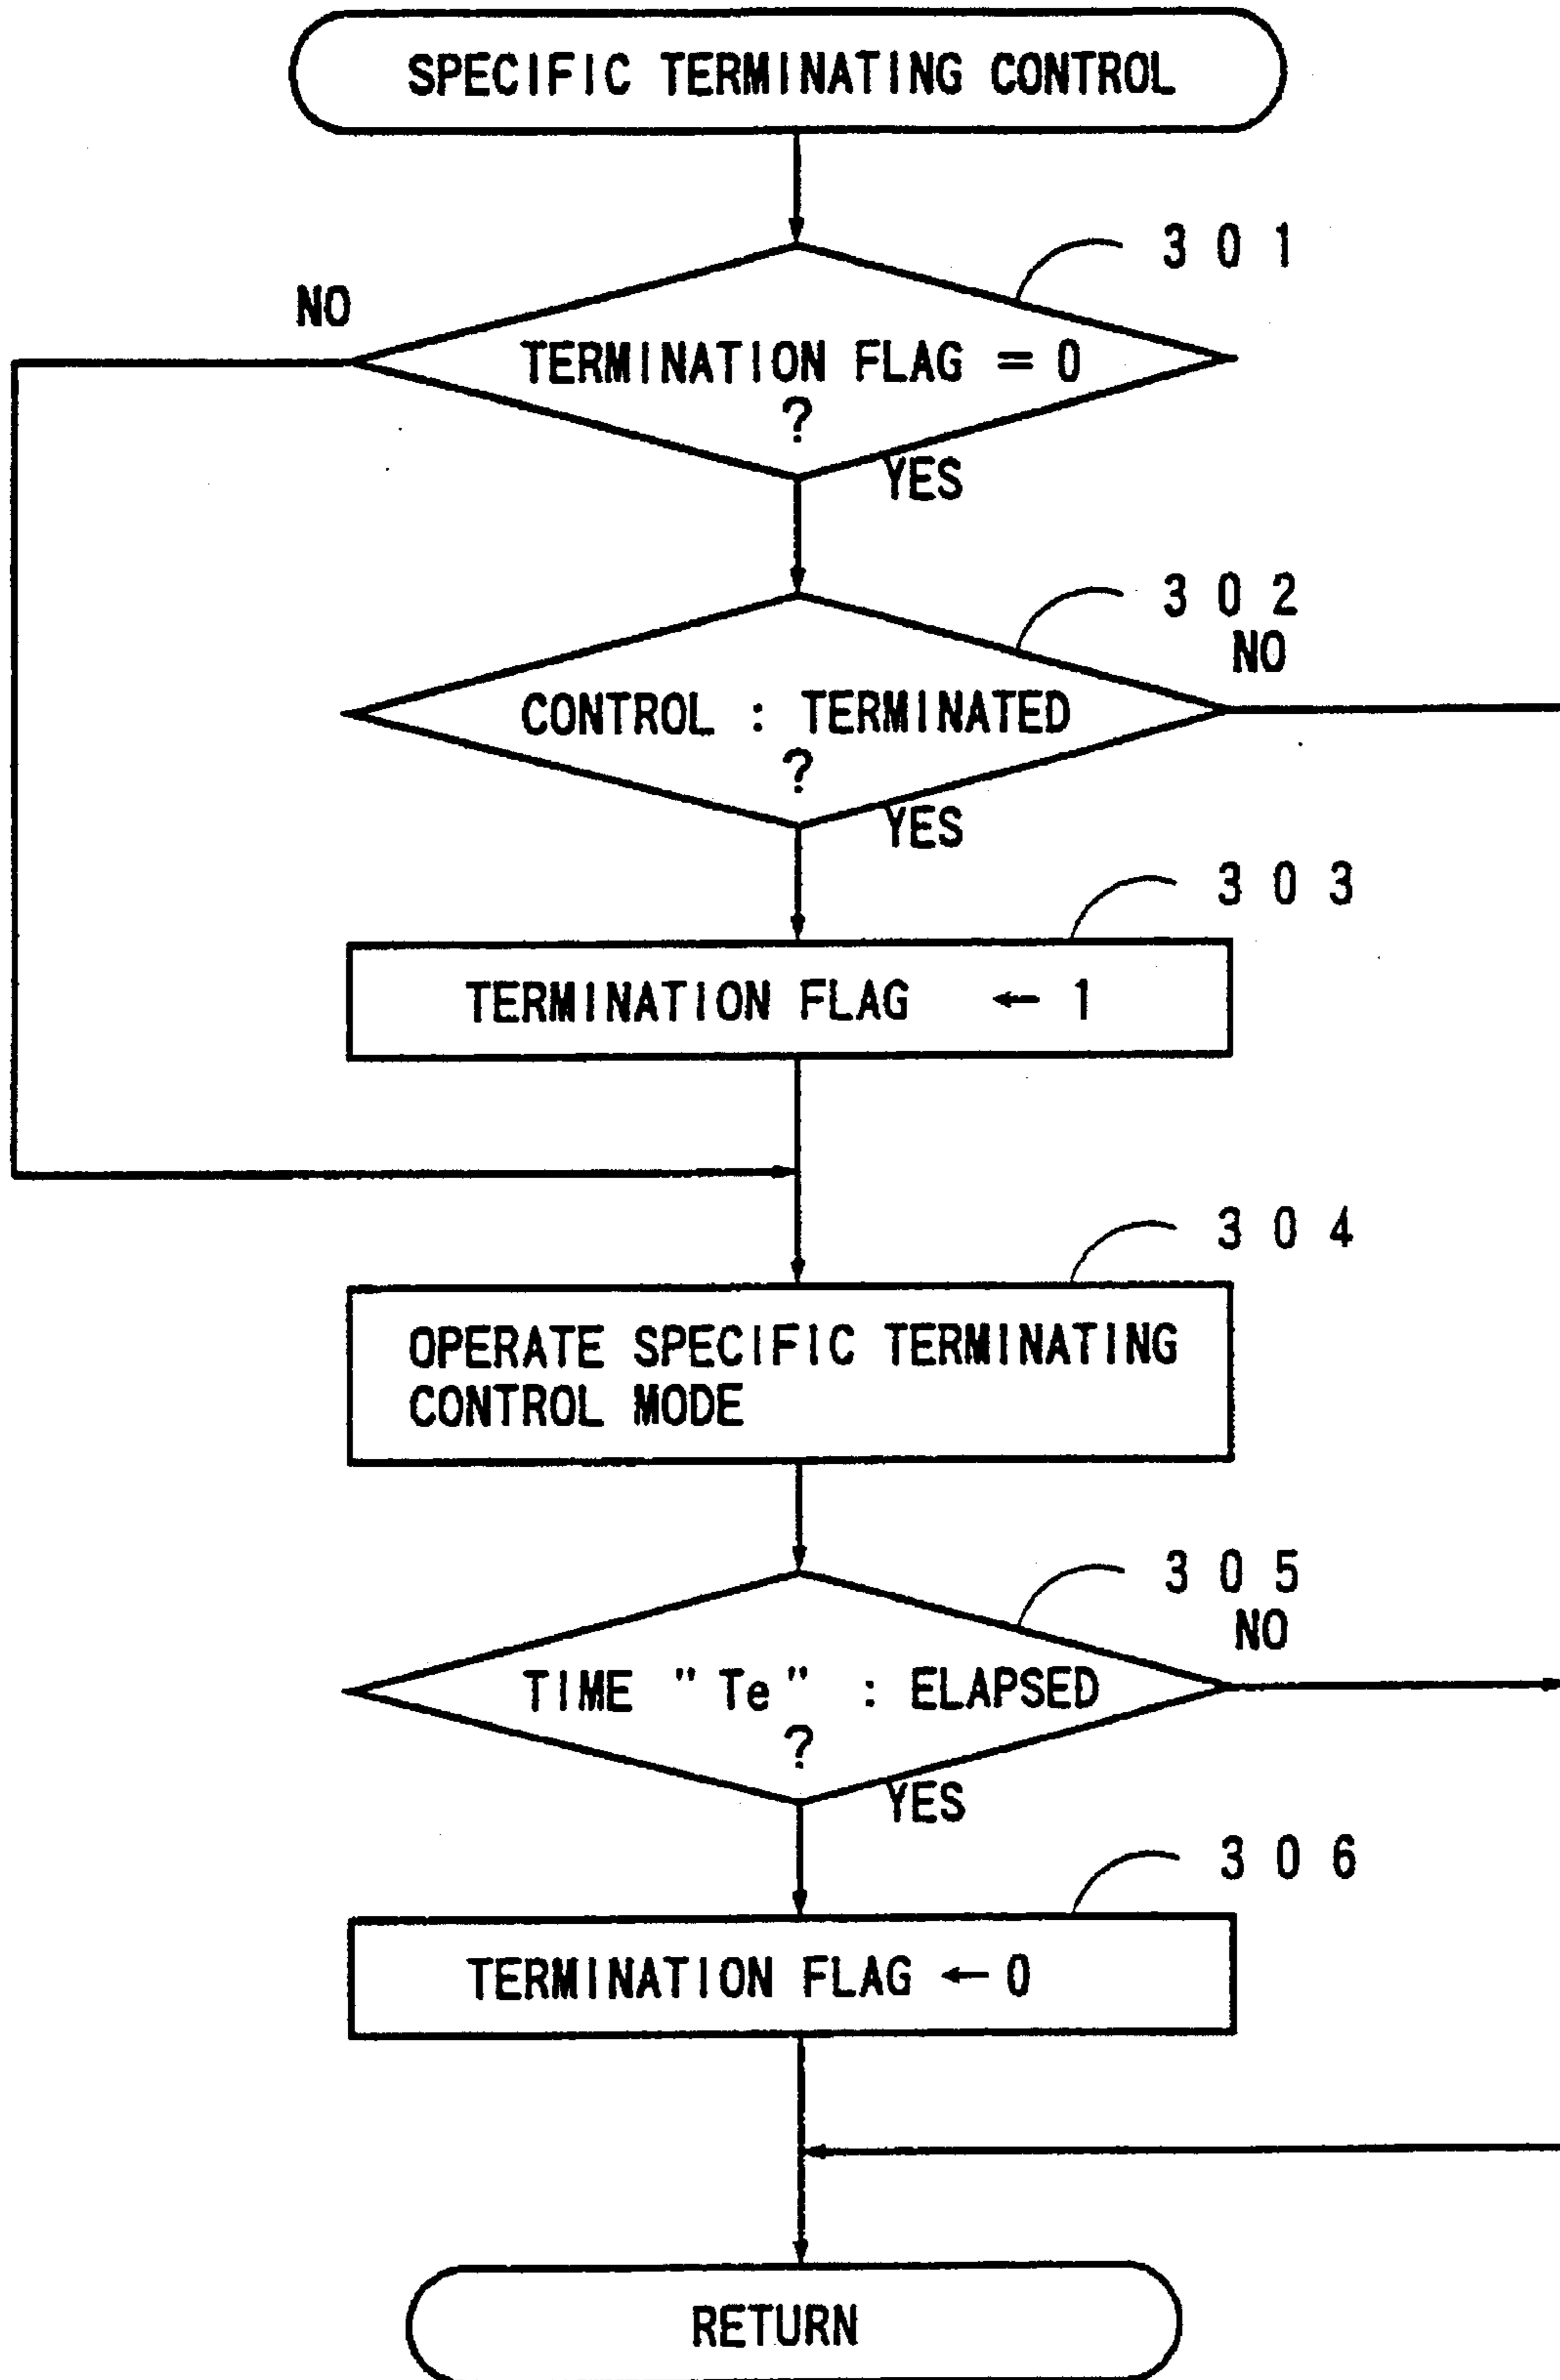 SPECIFIC TERMINATING CONTROL
301
NO
TERMINATION FLAG = 0
?
YES
302
NO
CONTROL : TERMINATED
?
YES
303
TERMINATION FLAG ← 1
304
OPERATE SPECIFIC TERMINATING
CONTROL MODE
305
NO
TIME "Te" : ELAPSED
?
YES
306
TERMINATION FLAG ← 0
RETURN